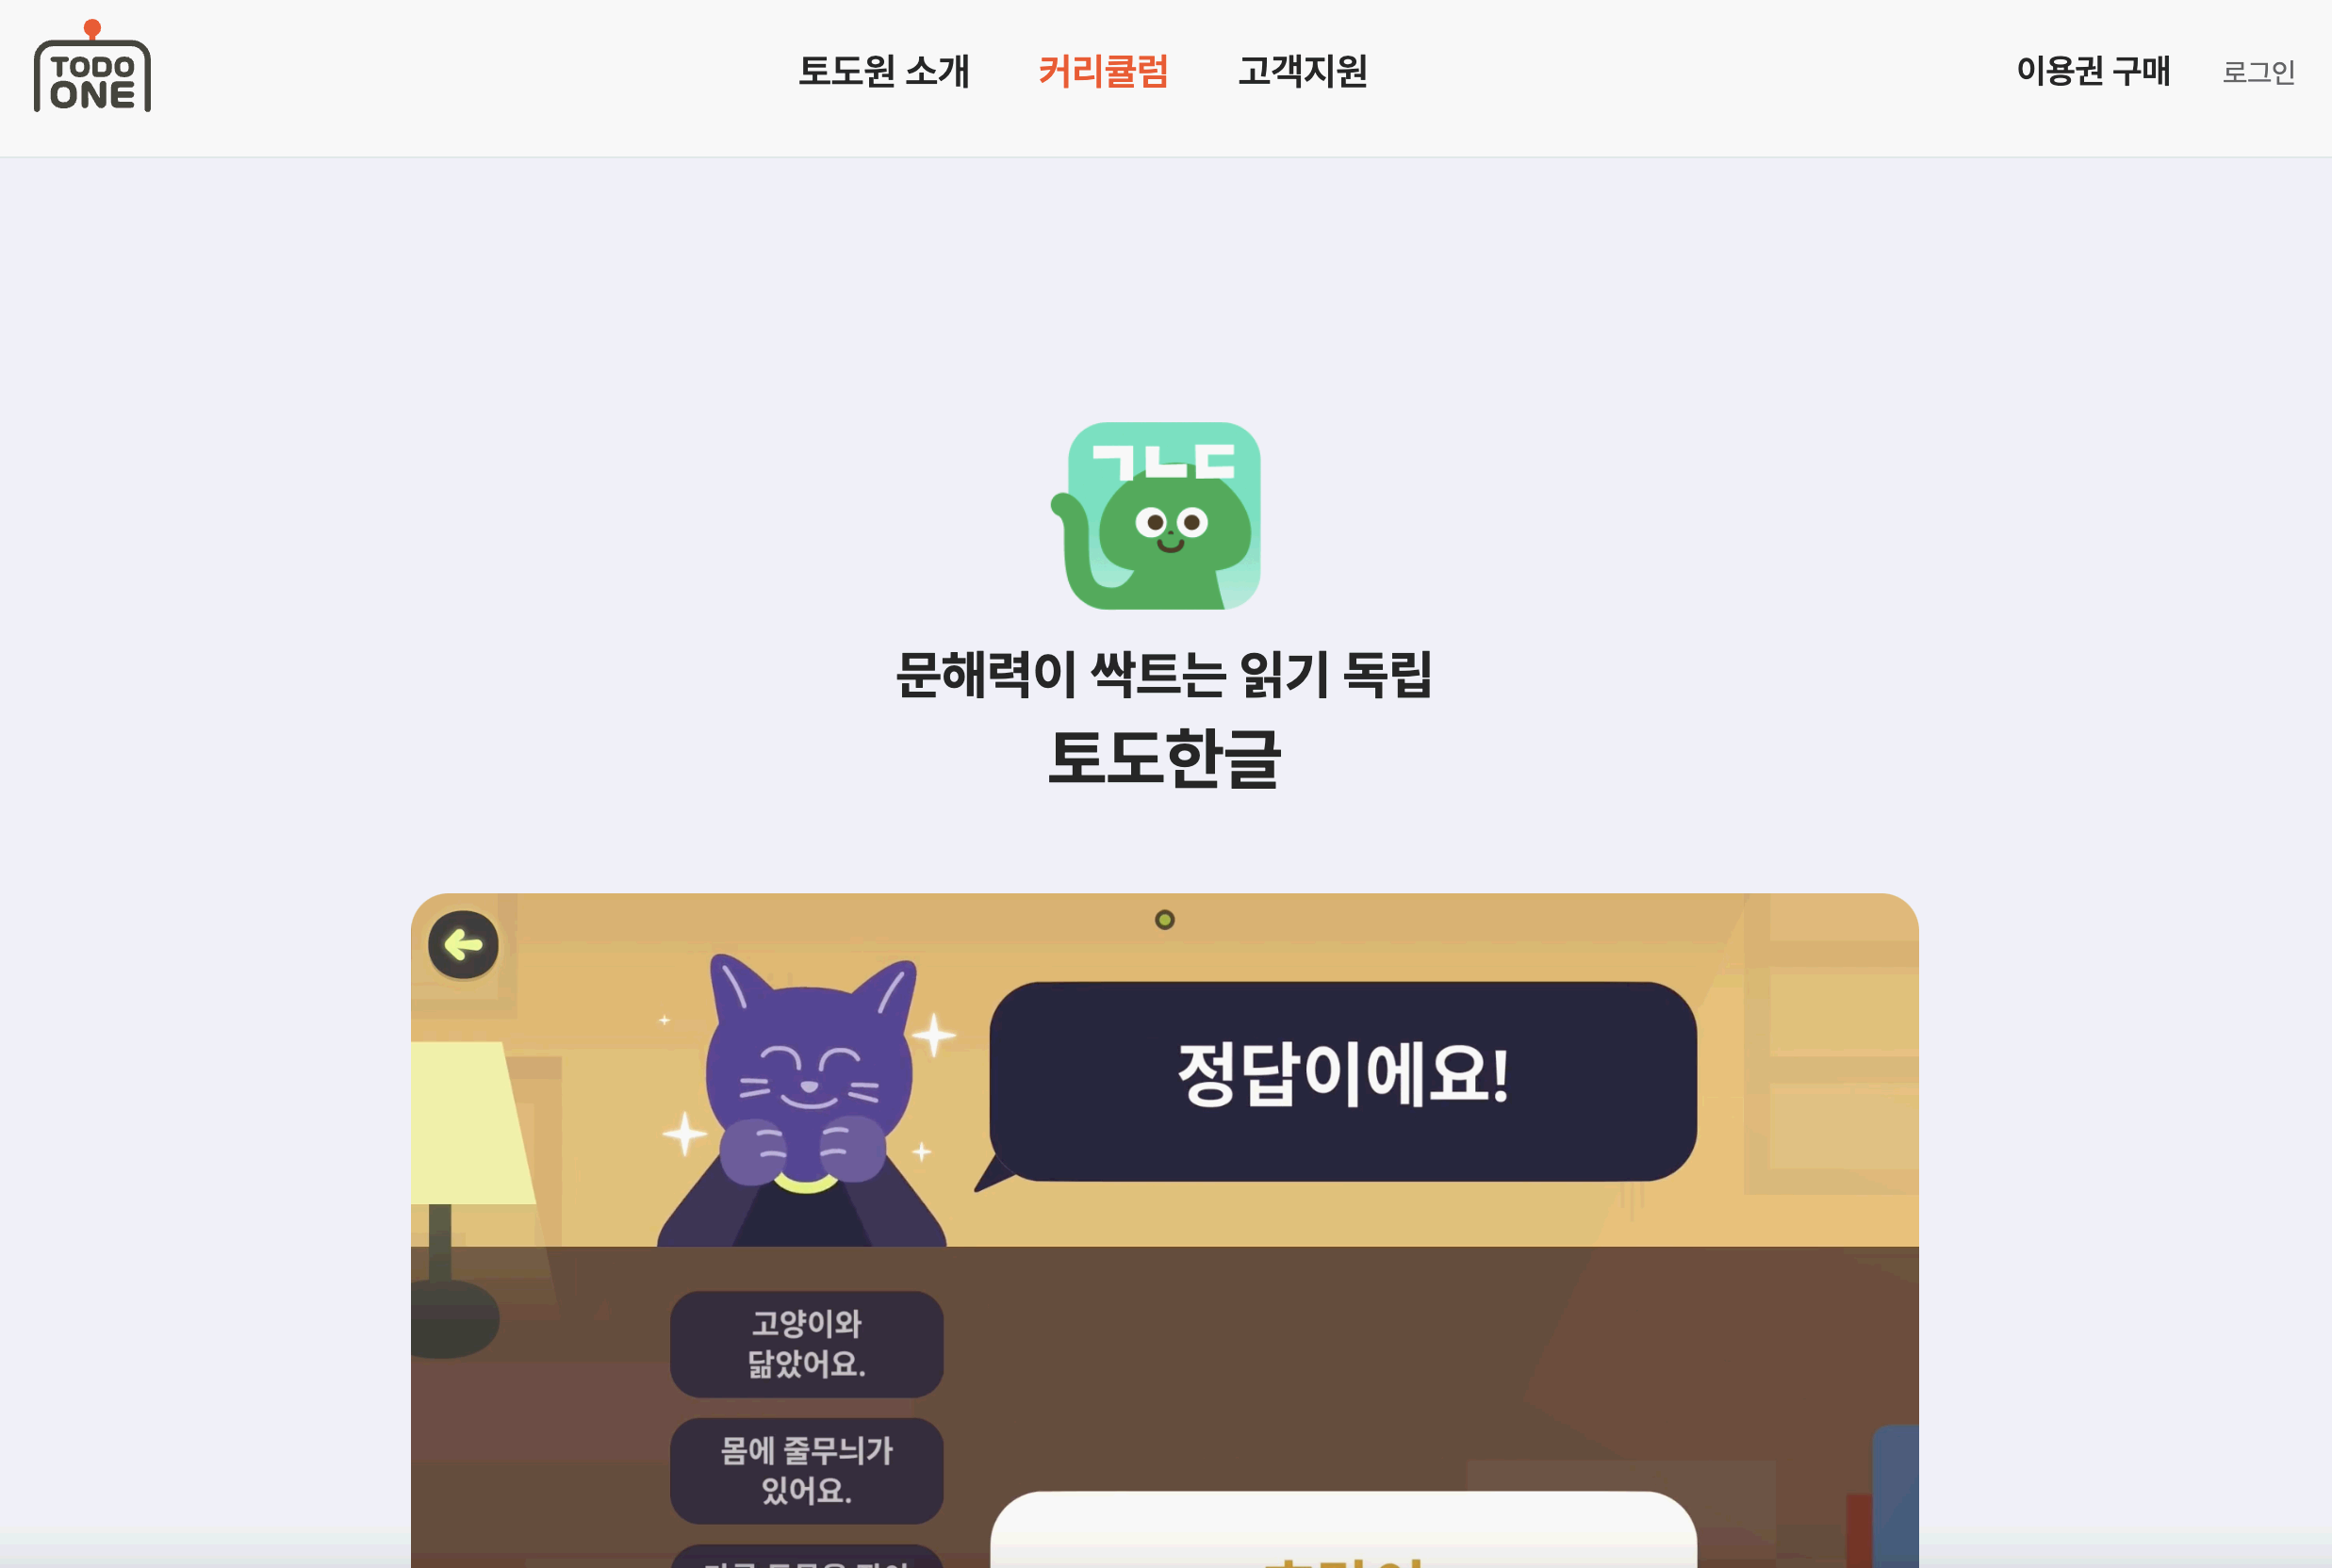 TODO
ONE
토도원 소개
커리큘럼
고객지원
이용권 구매
로그인
ㄱㄴㄷ
문해력이 싹트는 읽기 독립
토도한글
정답이에요!
고양이와
닮았어요.
몸에 줄무늬가
있어요.